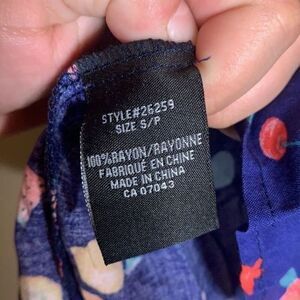 STYLE#26259
SIZE S/P
100%RAYON/RAYONNE
FABRIQUÉ EN CHINE
MADE IN CHINA
CA 07043